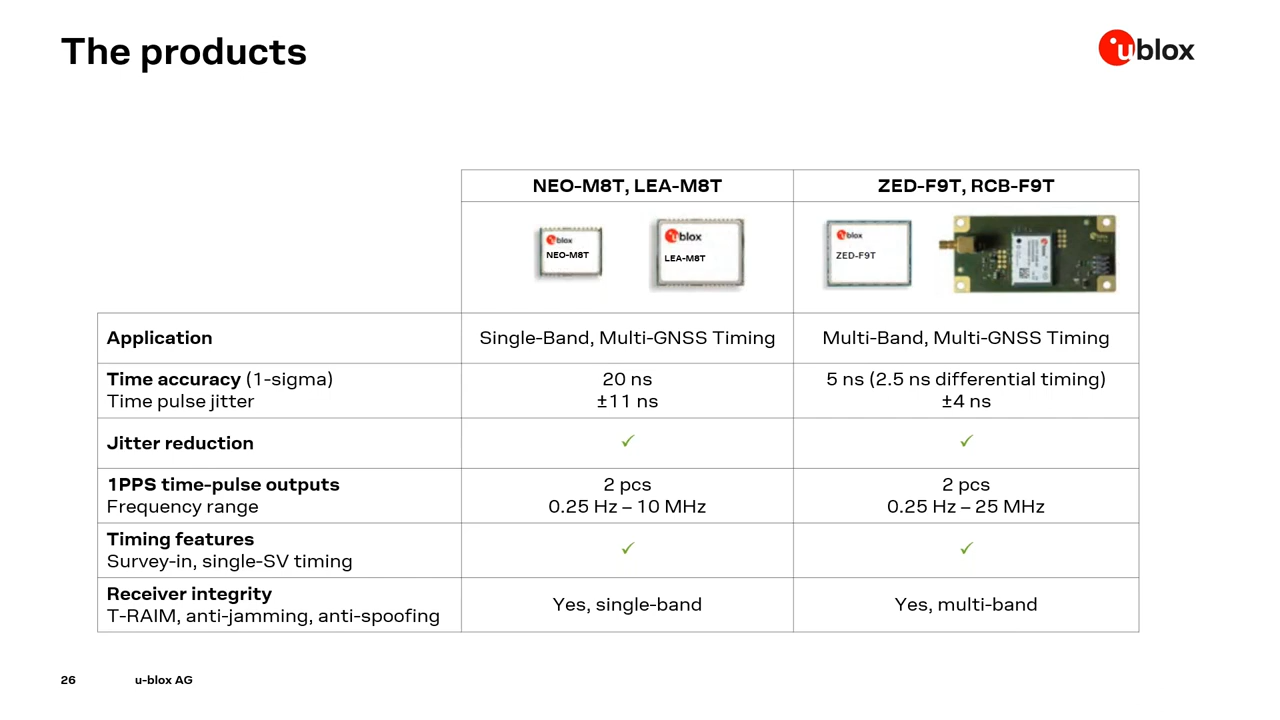 The products
ublox
NEO-M8T, LEA-M8T
ZED-F9T, RCB-F9T
ublox
NEO-M8T
ublox
LEA-M8T
ublox
ZED-F9T
Application
Single-Band, Multi-GNSS Timing
Multi-Band, Multi-GNSS Timing
Time accuracy (1-sigma)
Time pulse jitter
20 ns
±11 ns
5 ns (2.5 ns differential timing)
±4 ns
Jitter reduction
✓
✓
1PPS time-pulse outputs
Frequency range
2 pcs
0.25 Hz – 10 MHz
2 pcs
0.25 Hz – 25 MHz
Timing features
Survey-in, single-SV timing
✓
✓
Receiver integrity
T-RAIM, anti-jamming, anti-spoofing
Yes, single-band
Yes, multi-band
26
u-blox AG